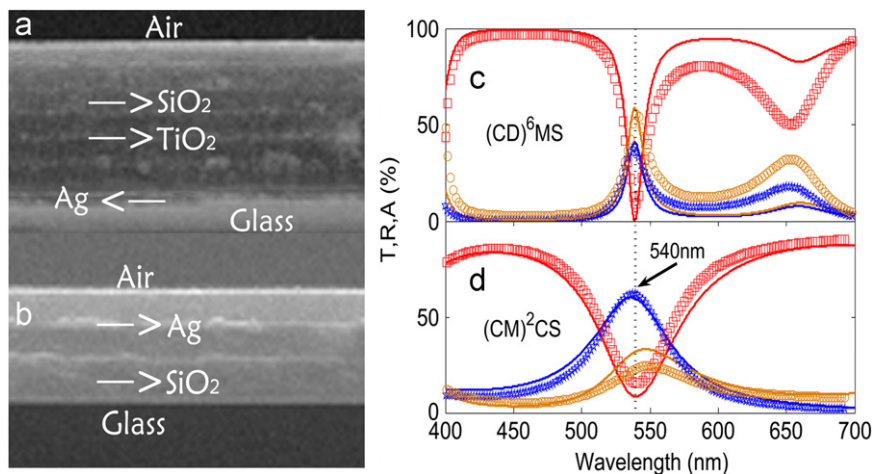 a
Air
—>SiO₂
—>TiO₂
Ag <—
Glass
Air
b
—>Ag
—>SiO₂
Glass
T,R,A (%)
100
50
0
c
(CD)⁶MS
50
0
d
(CM)²CS
540nm
400 450 500 550 600 650 700
Wavelength (nm)